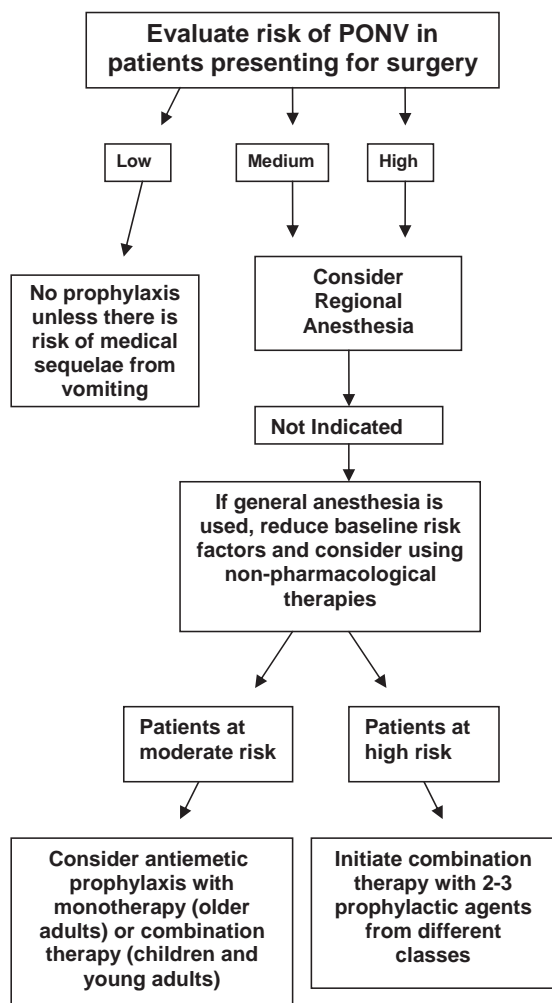 Evaluate risk of PONV in
patients presenting for surgery
Low
Medium
High
No prophylaxis
unless there is
risk of medical
sequelae from
vomiting
Consider
Regional
Anesthesia
Not Indicated
If general anesthesia is
used, reduce baseline risk
factors and consider using
non-pharmacological
therapies
Patients at
moderate risk
Patients at
high risk
Consider antiemetic
prophylaxis with
monotherapy (older
adults) or combination
therapy (children and
young adults)
Initiate combination
therapy with 2-3
prophylactic agents
from different
classes